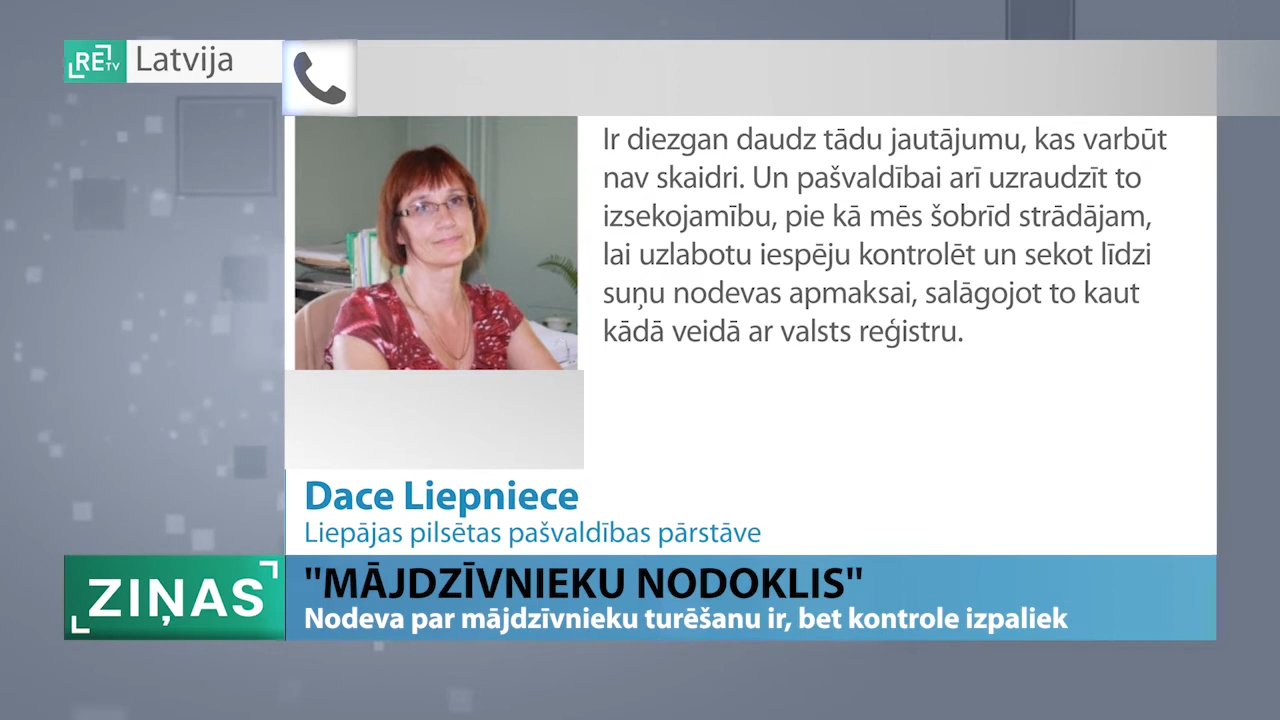 RE TV Latvija
Ir diezgan daudz tādu jautājumu, kas varbūt
nav skaidri. Un pašvaldībai arī uzraudzīt to
izsekojamību, pie kā mēs šobrīd strādājam,
lai uzlabotu iespēju kontrolēt un sekot līdzi
suņu nodevas apmaksai, salāgojot to kaut
kādā veidā ar valsts reģistru.
Dace Liepniece
Liepājas pilsētas pašvaldības pārstāve
ZIŅAS
"MĀJDZĪVNIEKU NODOKLIS"
Nodeva par mājdzīvnieku turēšanu ir, bet kontrole izpaliek